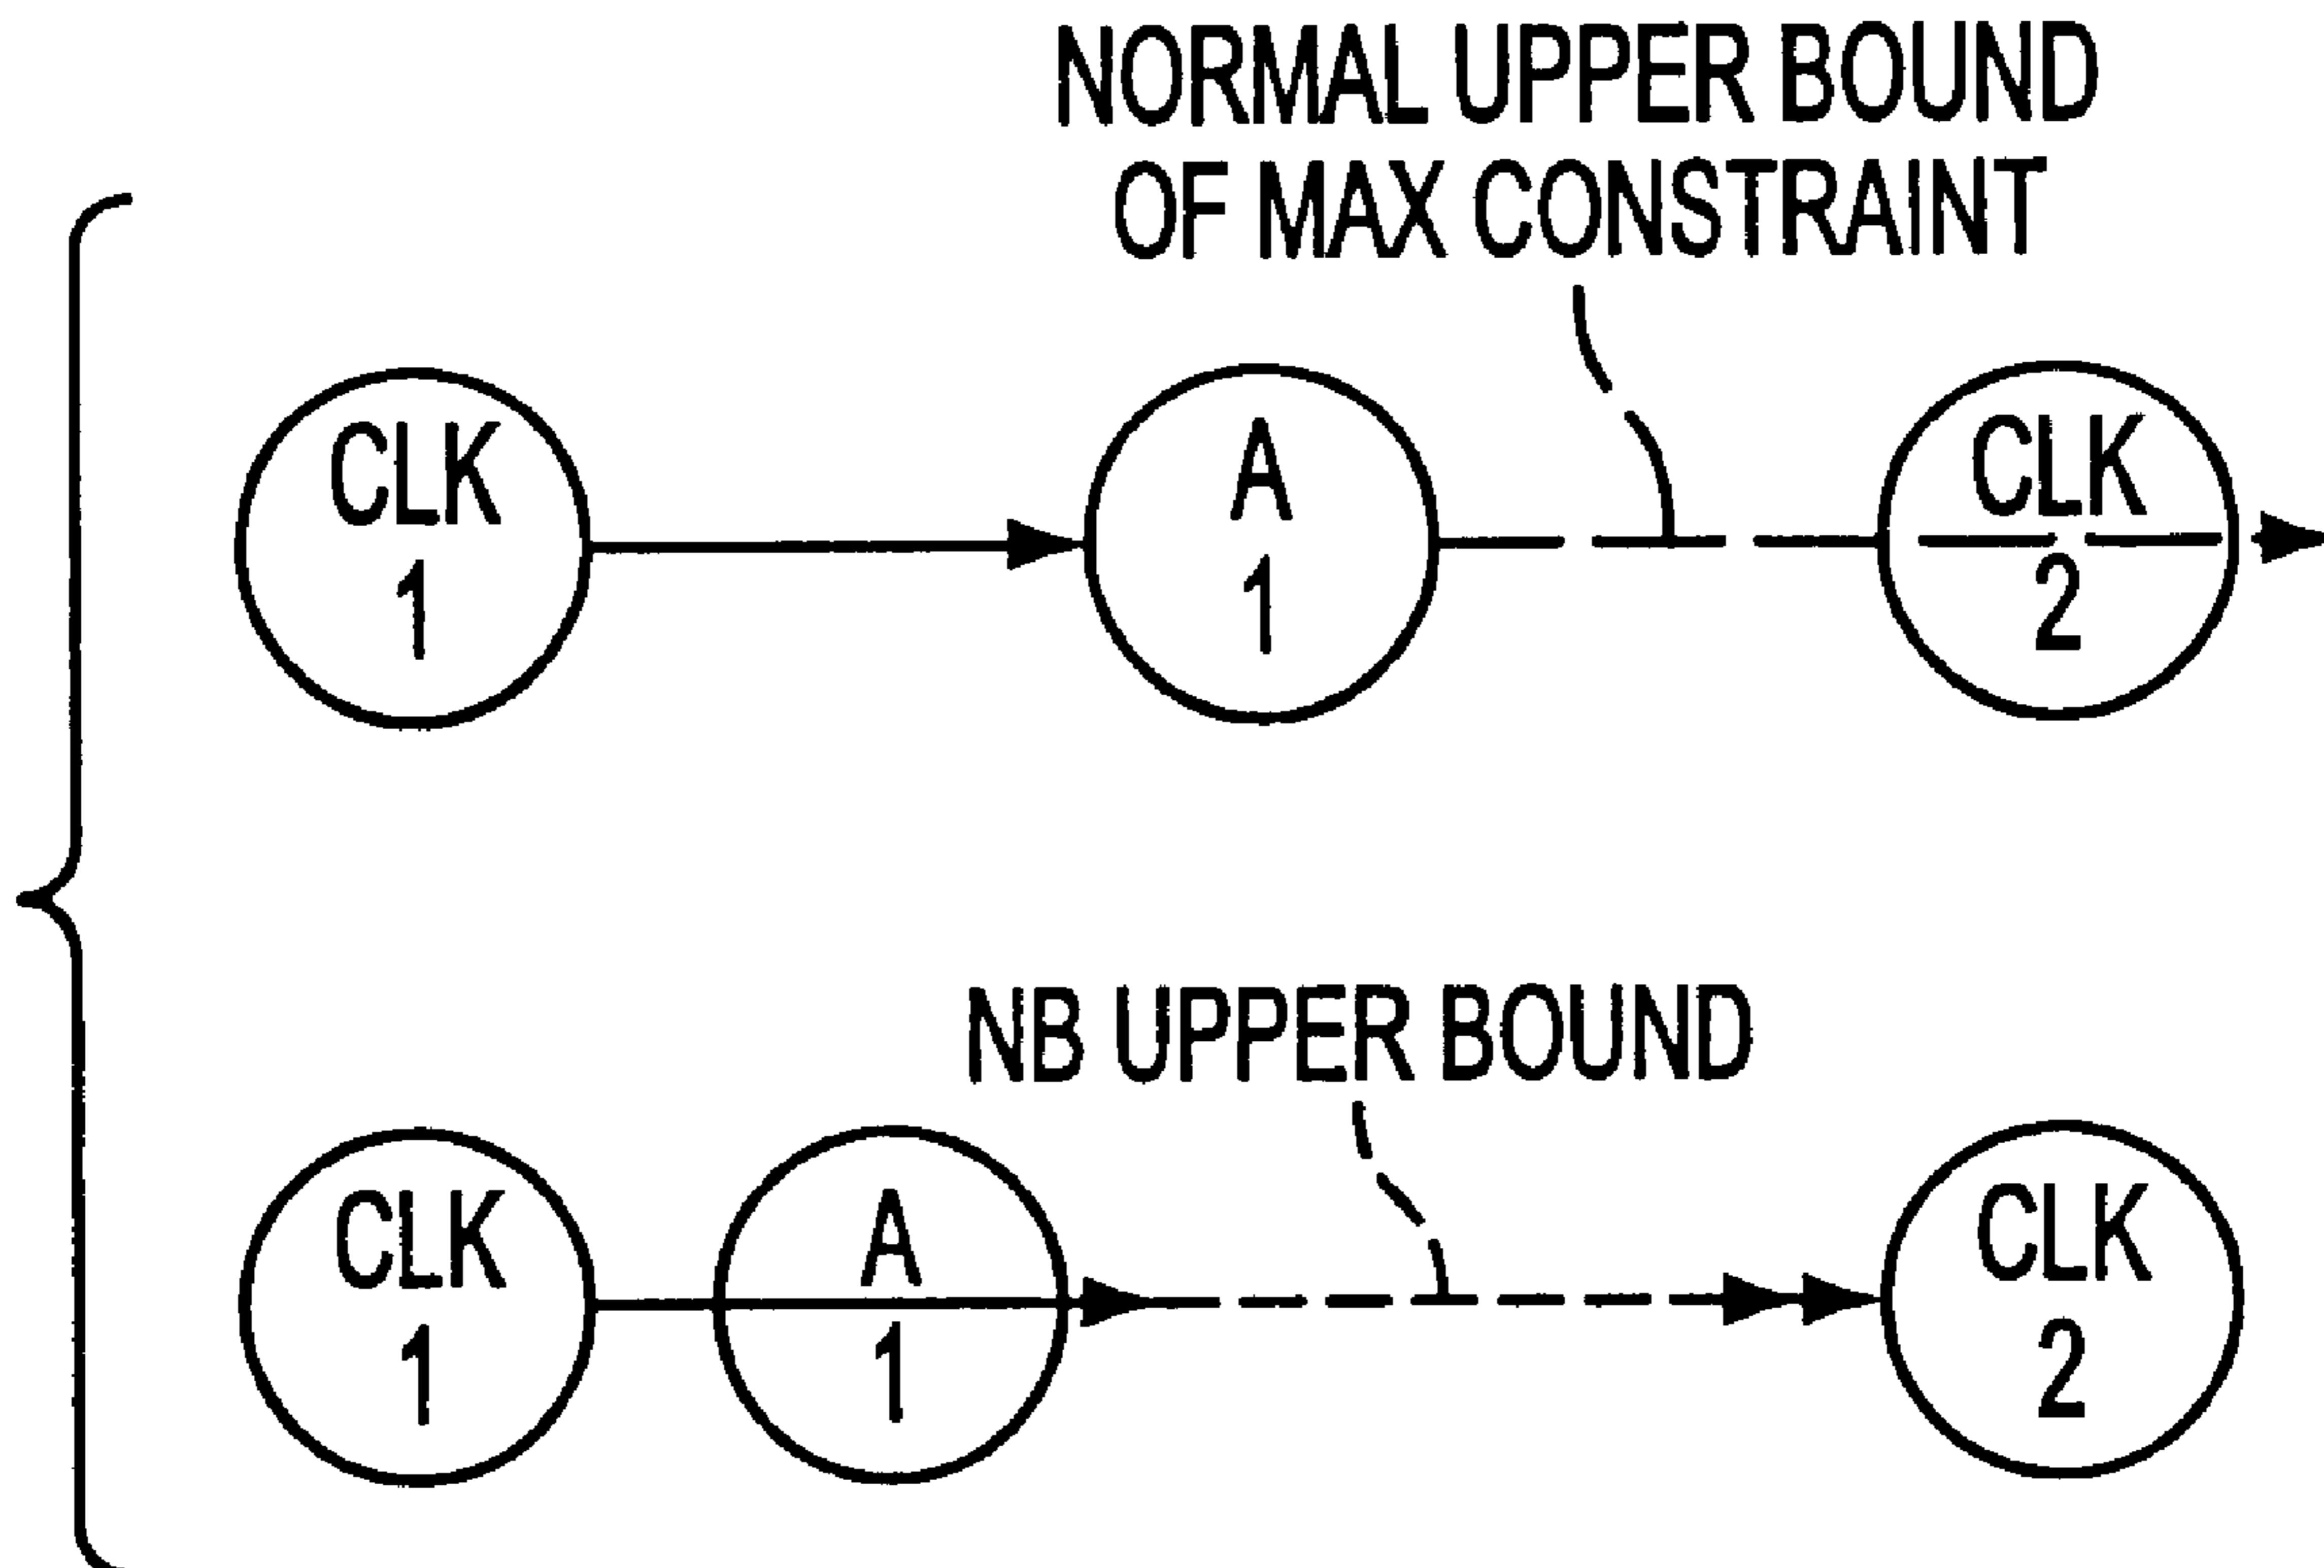 NORMAL UPPER BOUND
OF MAX CONSTRAINT
CLK
1
A
1
CLK
2
NB UPPER BOUND
CLK
1
A
1
CLK
2